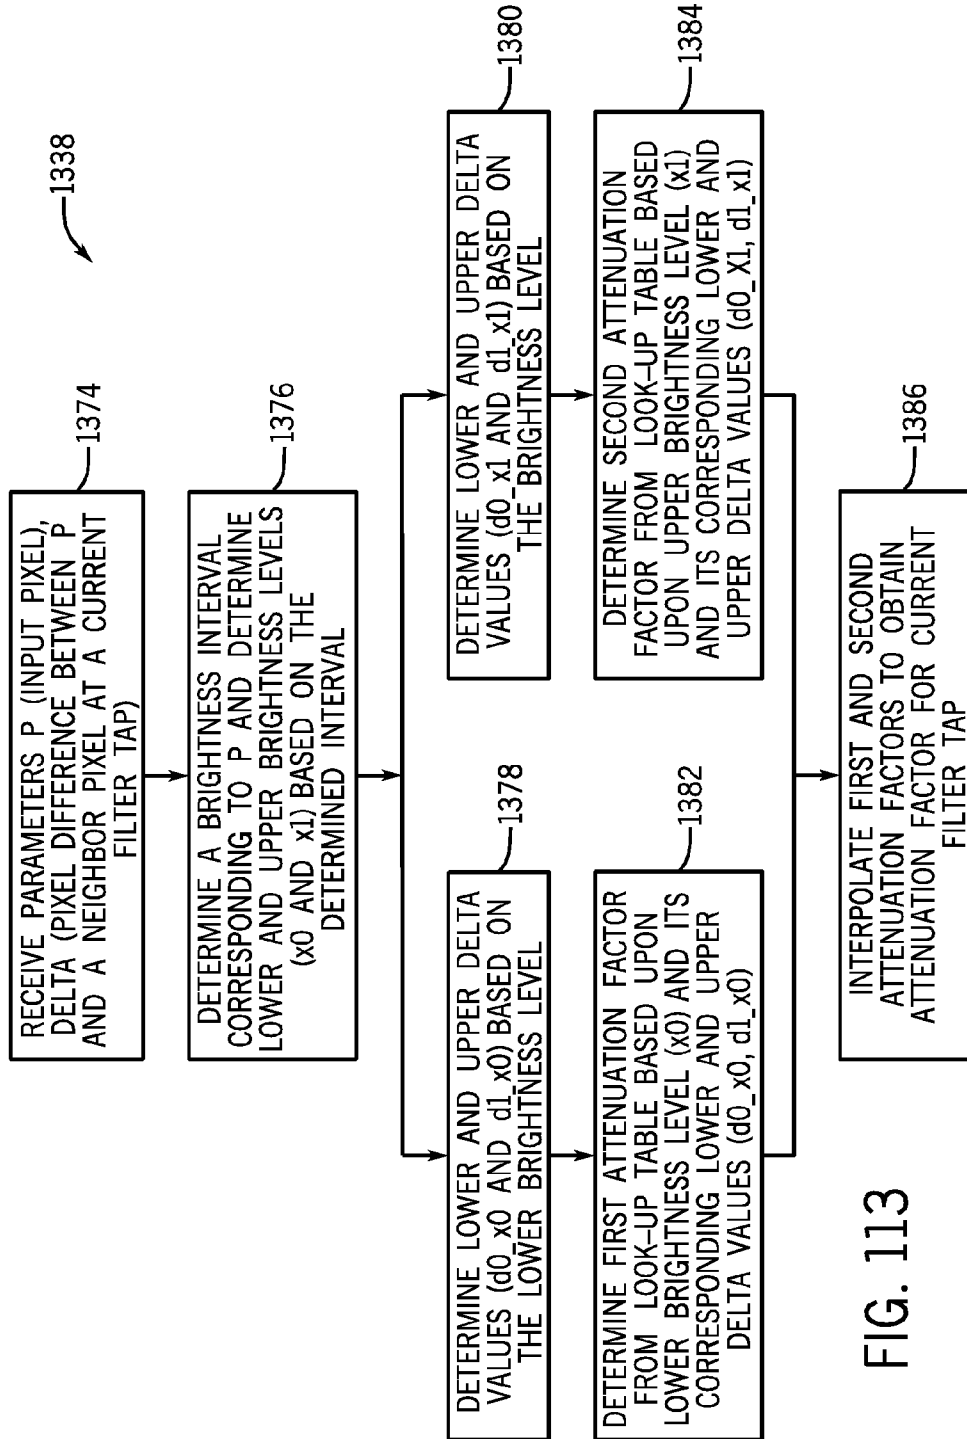 1338
RECEIVE PARAMETERS P (INPUT PIXEL),
DELTA (PIXEL DIFFERENCE BETWEEN P
AND A NEIGHBOR PIXEL AT A CURRENT
FILTER TAP)
1374
DETERMINE A BRIGHTNESS INTERVAL
CORRESPONDING TO P AND DETERMINE
LOWER AND UPPER BRIGHTNESS LEVELS
(x0 AND x1) BASED ON THE
DETERMINED INTERVAL
1376
DETERMINE LOWER AND UPPER DELTA
VALUES (d0_x0 AND d1_x0) BASED ON
THE LOWER BRIGHTNESS LEVEL
1378
DETERMINE LOWER AND UPPER DELTA
VALUES (d0_x1 AND d1_x1) BASED ON
THE BRIGHTNESS LEVEL
1380
DETERMINE FIRST ATTENUATION FACTOR
FROM LOOK-UP TABLE BASED UPON
LOWER BRIGHTNESS LEVEL (x0) AND ITS
CORRESPONDING LOWER AND UPPER
DELTA VALUES (d0_x0, d1_x0)
1382
DETERMINE SECOND ATTENUATION
FACTOR FROM LOOK-UP TABLE BASED
UPON UPPER BRIGHTNESS LEVEL (x1)
AND ITS CORRESPONDING LOWER AND
UPPER DELTA VALUES (d0_X1, d1_x1)
1384
INTERPOLATE FIRST AND SECOND
ATTENUATION FACTORS TO OBTAIN
ATTENUATION FACTOR FOR CURRENT
FILTER TAP
1386
FIG. 113